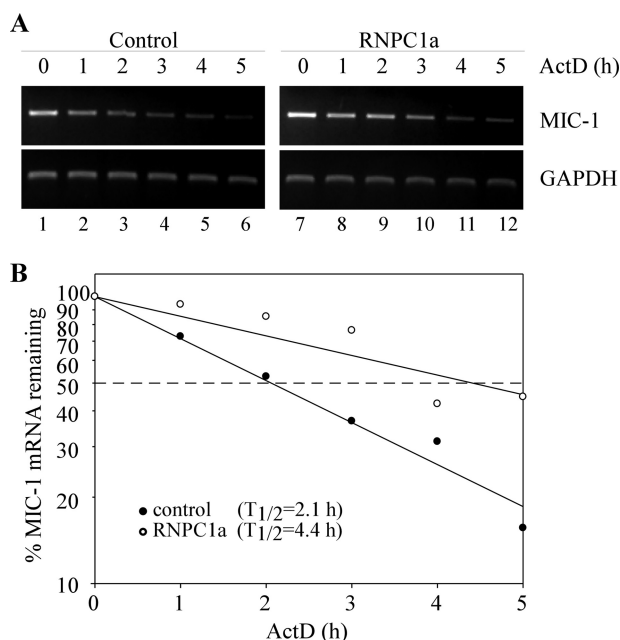 A
Control RNPC1a
0 1 2 3 4 5 0 1 2 3 4 5 ActD (h)
MIC-1
GAPDH
1 2 3 4 5 6 7 8 9 10 11 12
B
% MIC-1 mRNA remaining
100
90
80
70
60
50
40
30
20
10
control (T1/2=2.1 h)
RNPC1a (T1/2=4.4 h)
0 1 2 3 4 5
ActD (h)